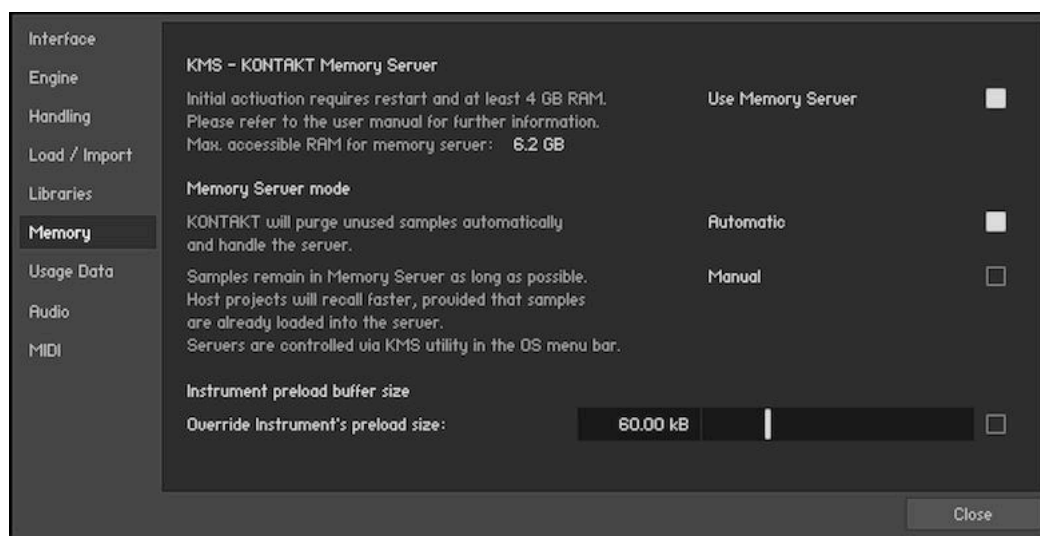 Interface
Engine
Handling
Load / Import
Libraries
Memory
Usage Data
Audio
MIDI
KMS - KONTAKT Memory Server
Initial activation requires restart and at least 4 GB RAM.
Please refer to the user manual for further information.
Max. accessible RAM for memory server: 6.2 GB
Use Memory Server
Memory Server mode
KONTAKT will purge unused samples automatically
and handle the server.
Automatic
Samples remain in Memory Server as long as possible.
Host projects will recall faster, provided that samples
are already loaded into the server.
Servers are controlled via KMS utility in the OS menu bar.
Manual
Instrument preload buffer size
Override Instrument's preload size: 60.00 kB
Close